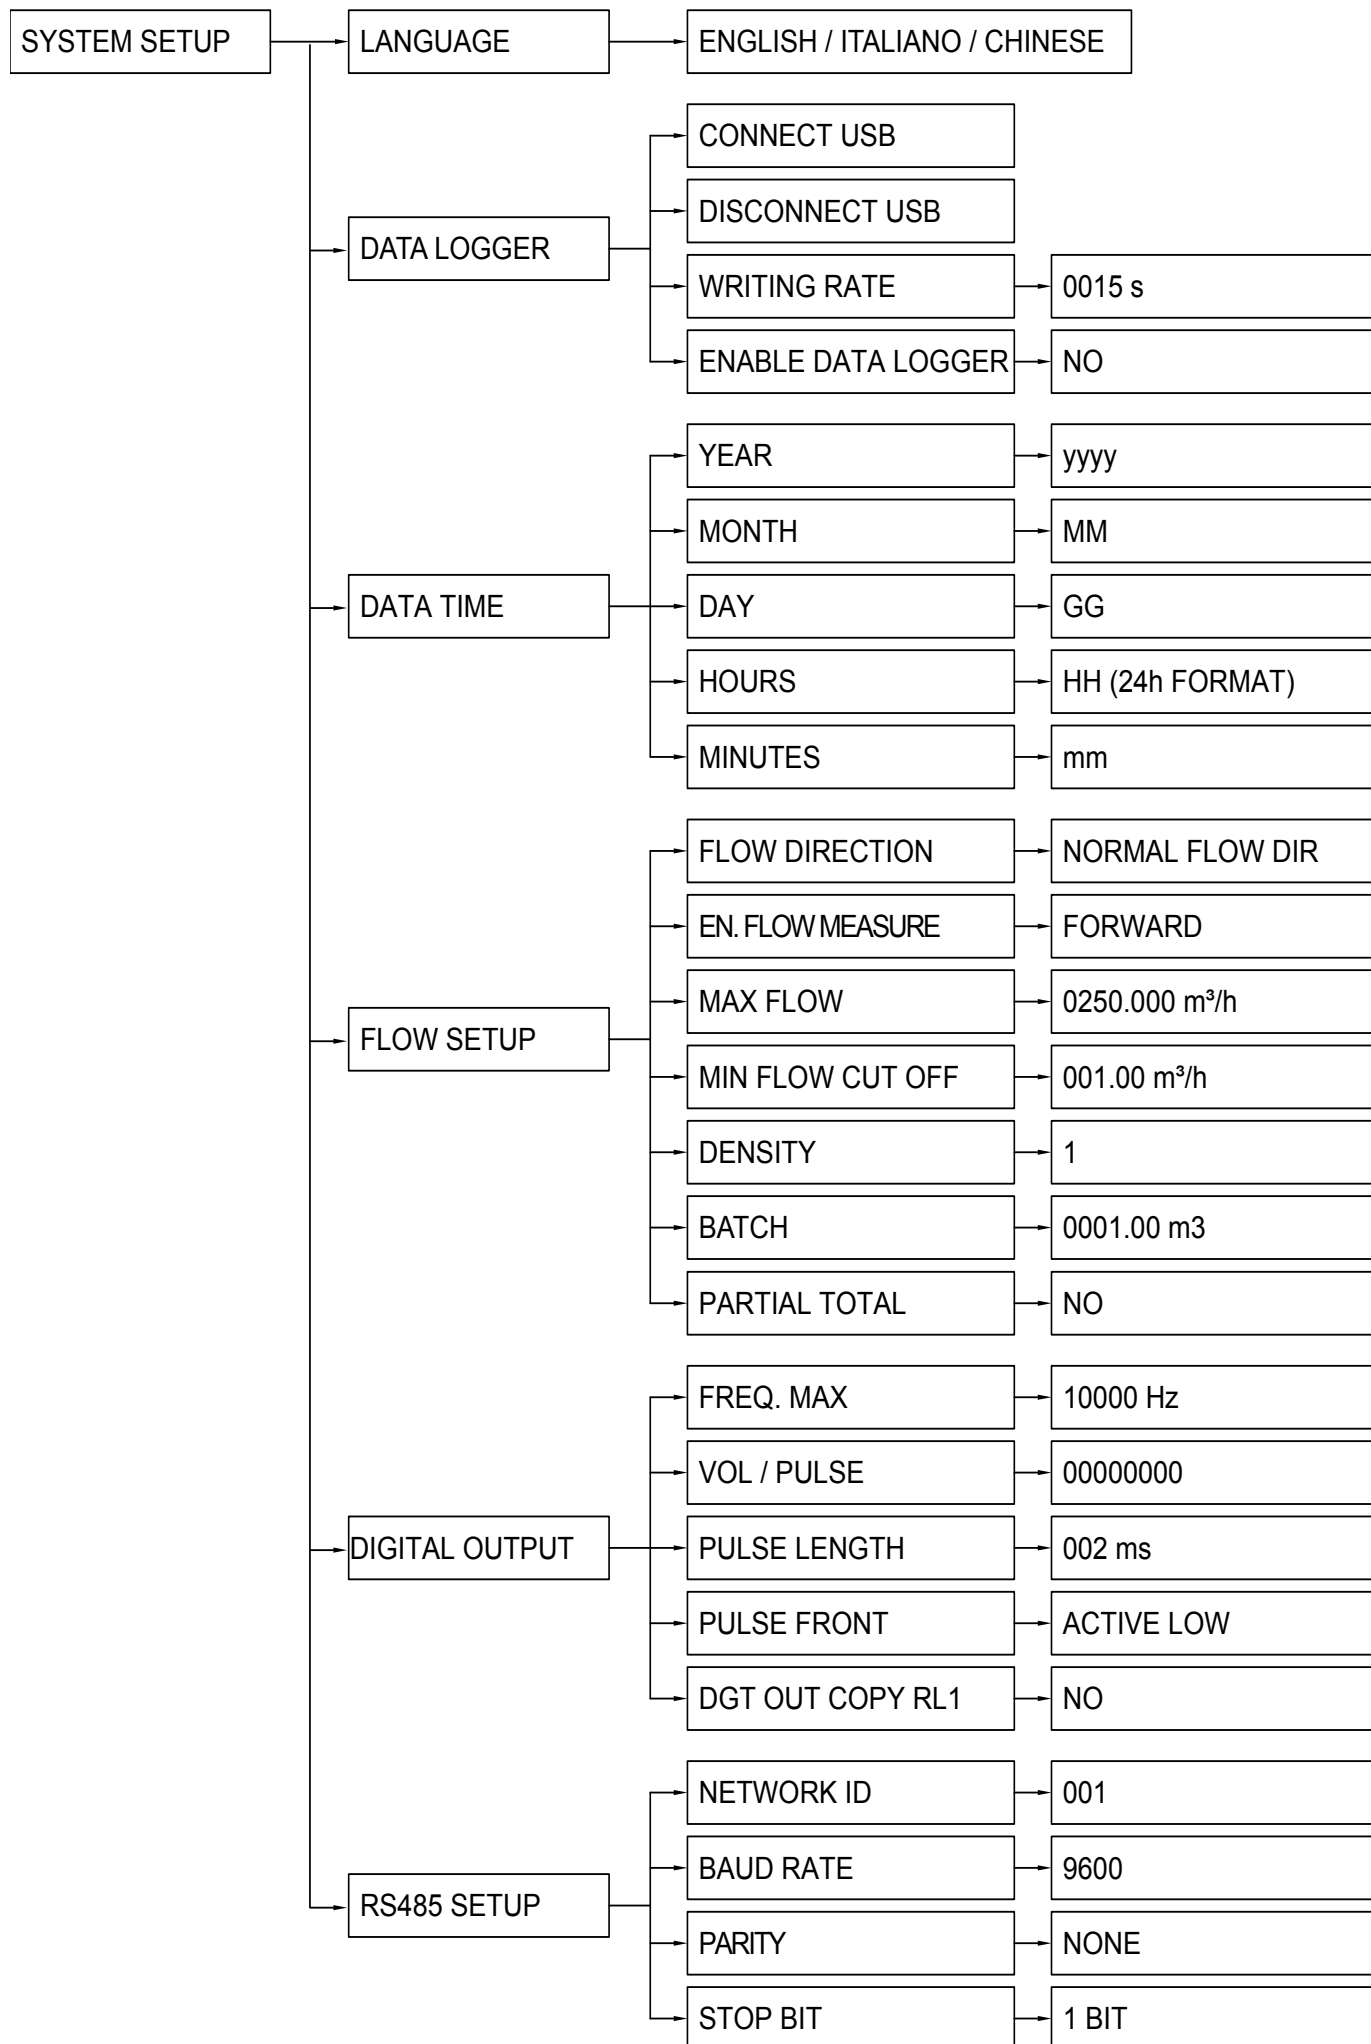 SYSTEM SETUP
LANGUAGE
ENGLISH / ITALIANO / CHINESE
DATA LOGGER
CONNECT USB
DISCONNECT USB
WRITING RATE
0015 s
ENABLE DATA LOGGER
NO
DATA TIME
YEAR
yyyy
MONTH
MM
DAY
GG
HOURS
HH (24h FORMAT)
MINUTES
mm
FLOW SETUP
FLOW DIRECTION
NORMAL FLOW DIR
EN. FLOW MEASURE
FORWARD
MAX FLOW
0250.000 m³/h
MIN FLOW CUT OFF
001.00 m³/h
DENSITY
1
BATCH
0001.00 m3
PARTIAL TOTAL
NO
DIGITAL OUTPUT
FREQ. MAX
10000 Hz
VOL / PULSE
00000000
PULSE LENGTH
002 ms
PULSE FRONT
ACTIVE LOW
DGT OUT COPY RL1
NO
RS485 SETUP
NETWORK ID
001
BAUD RATE
9600
PARITY
NONE
STOP BIT
1 BIT